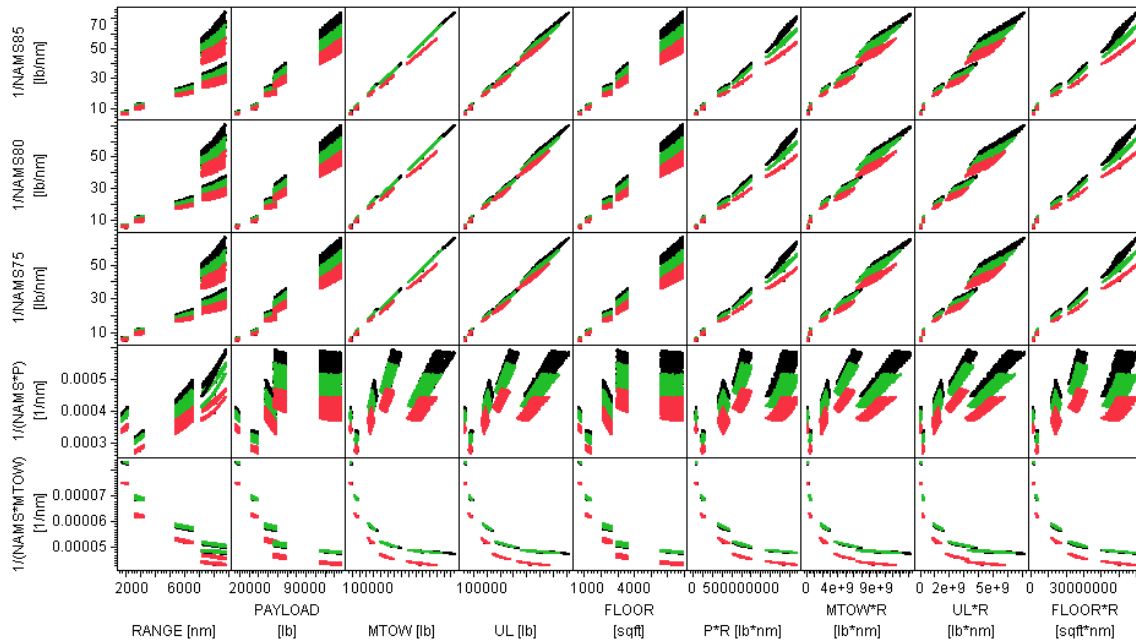 1/NAMS85
[lb/nm]
70
50
30
10
1/NAMS80
[lb/nm]
50
30
10
1/NAMS75
[lb/nm]
50
30
10
1/(NAMS*P)
[1/nm]
0.0005
0.0004
0.0003
1/(NAMS*MTOW)
[1/nm]
0.00007
0.00006
0.00005
2000 6000 20000 80000 100000 100000 1000 4000 0 500000000 0 4e+9 9e+9 0 2e+9 5e+9 0 30000000
PAYLOAD FLOOR MTOW*R UL*R FLOOR*R
RANGE [nm] [lb] MTOW [lb] UL [lb] [sqft] P*R [lb*nm] [lb*nm] [lb*nm] [sqft*nm]